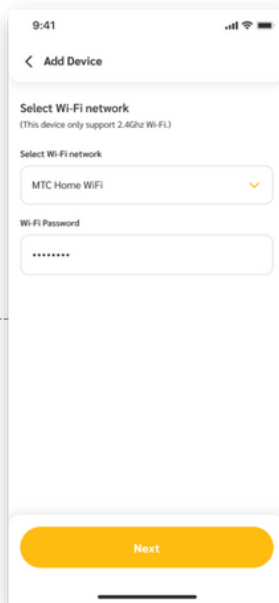 9:41
Add Device
Select Wi-Fi network
(This device only support 2.4Ghz Wi-Fi.)
Select Wi-Fi network
MTC Home WiFi
Wi-Fi Password
••••••••
Next